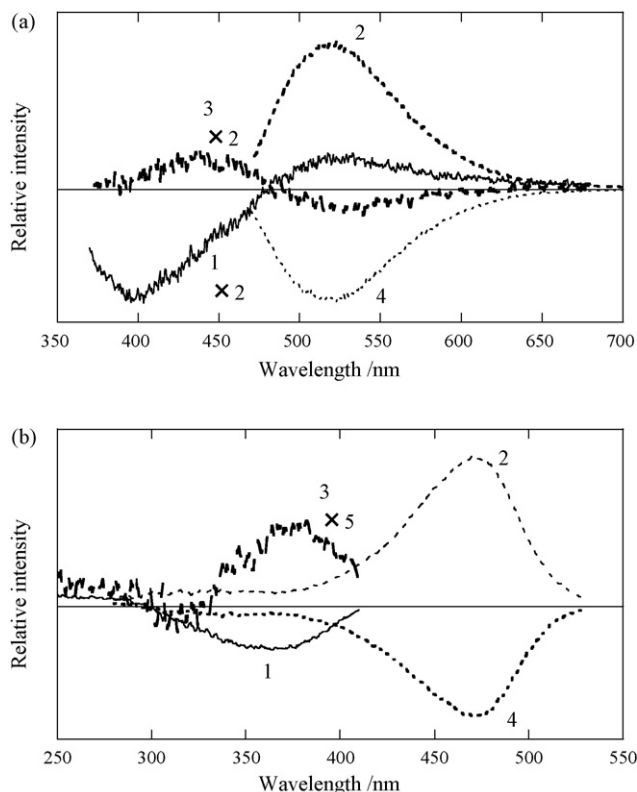 (a)
Relative intensity
2
3
× 2
1
× 2
4
350 400 450 500 550 600 650 700
Wavelength /nm
(b)
Relative intensity
2
3
× 5
1
4
250 300 350 400 450 500 550
Wavelength /nm